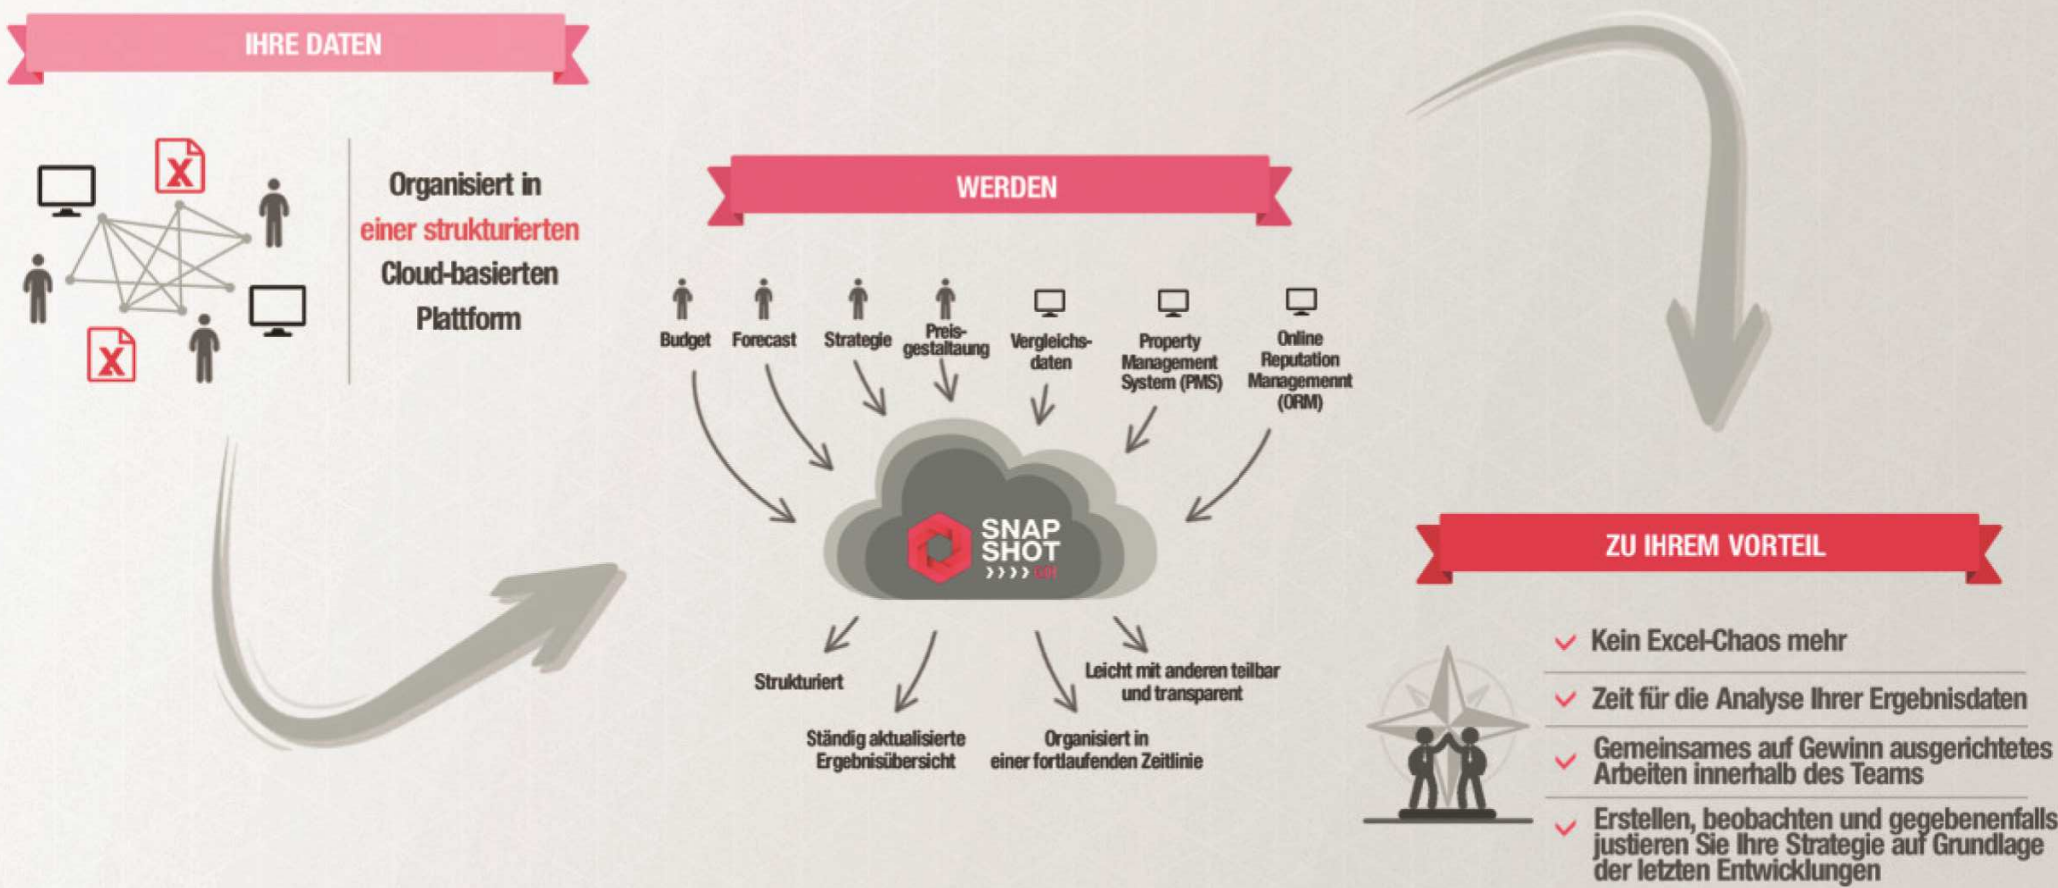 IHRE DATEN
X
X
Organisiert in
einer strukturierten
Cloud-basierten
Plattform
WERDEN
Budget
Forecast
Strategie
Preis-
gestaltaung
Vergleichs-
daten
Property
Management
System (PMS)
Online
Reputation
Managemennt
(ORM)
SNAP
SHOT
Strukturiert
Ständig aktualisierte
Ergebnisübersicht
Organisiert in
einer fortlaufenden Zeitlinie
Leicht mit anderen teilbar
und transparent
ZU IHREM VORTEIL
Kein Excel-Chaos mehr
Zeit für die Analyse Ihrer Ergebnisdaten
Gemeinsames auf Gewinn ausgerichtetes
Arbeiten innerhalb des Teams
Erstellen, beobachten und gegebenenfalls
justieren Sie Ihre Strategie auf Grundlage
der letzten Entwicklungen